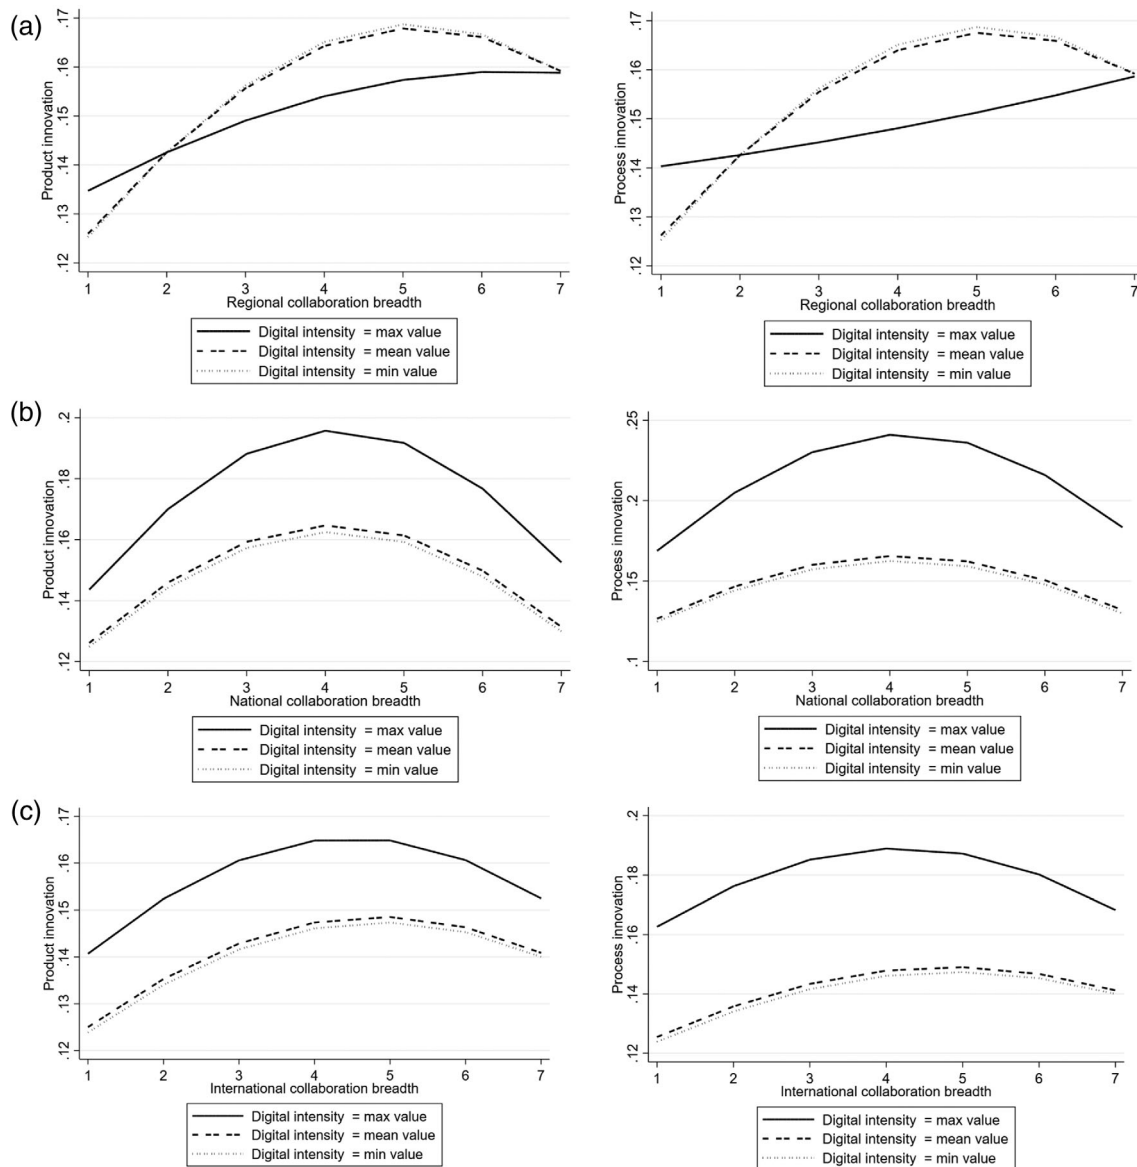 (a)
Product innovation
.17
.16
.15
.14
.13
.12
1 2 3 4 5 6 7
Regional collaboration breadth
Digital intensity = max value
Digital intensity = mean value
Digital intensity = min value
Process innovation
.17
.16
.15
.14
.13
.12
1 2 3 4 5 6 7
Regional collaboration breadth
Digital intensity = max value
Digital intensity = mean value
Digital intensity = min value
(b)
Product innovation
.2
.18
.16
.14
.12
1 2 3 4 5 6 7
National collaboration breadth
Digital intensity = max value
Digital intensity = mean value
Digital intensity = min value
Process innovation
.25
.2
.15
.1
1 2 3 4 5 6 7
National collaboration breadth
Digital intensity = max value
Digital intensity = mean value
Digital intensity = min value
(c)
Product innovation
.17
.16
.15
.14
.13
.12
1 2 3 4 5 6 7
International collaboration breadth
Digital intensity = max value
Digital intensity = mean value
Digital intensity = min value
Process innovation
.2
.18
.16
.14
.12
1 2 3 4 5 6 7
International collaboration breadth
Digital intensity = max value
Digital intensity = mean value
Digital intensity = min value